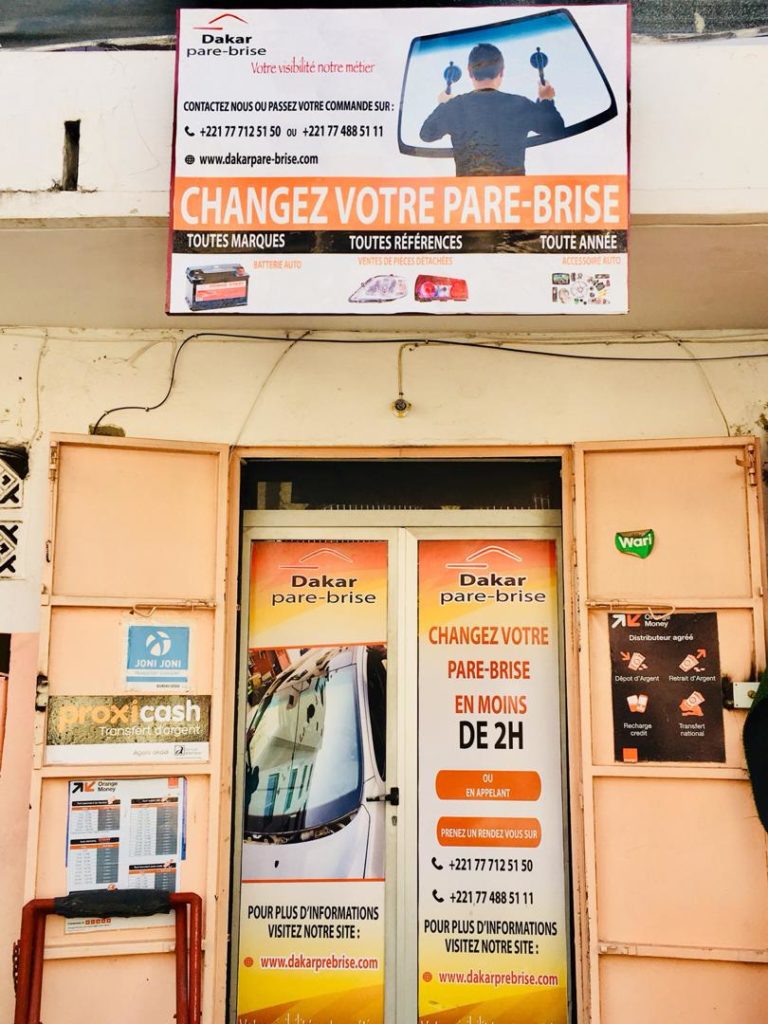 Dakar
pare-brise
Votre visibilité notre métier
CONTACTEZ NOUS OU PASSEZ VOTRE COMMANDE SUR :
+221 77 712 51 50 OU +221 77 488 51 11
www.dakarpare-brise.com
CHANGEZ VOTRE PARE-BRISE
TOUTES MARQUES TOUTES RÉFÉRENCES TOUTE ANNÉE
BATTERIE AUTO VENTES DE PIECES DÉTACHÉES ACCESSOIRE AUTO
JONI JONI
proxicash
Transfert d'argent
Orange
Money
Dakar
pare-brise
POUR PLUS D'INFORMATIONS
VISITEZ NOTRE SITE :
www.dakarprebrise.com
Dakar
pare-brise
CHANGEZ VOTRE
PARE-BRISE
EN MOINS
DE 2H
OU
EN APPELANT
PRENEZ UN RENDEZ VOUS SUR
+221 77 712 51 50
+221 77 488 51 11
POUR PLUS D'INFORMATIONS
VISITEZ NOTRE SITE :
www.dakarprebrise.com
Wari
Orange
Money
Distributeur agréé
Dépot d'Argent Retrait d'Argent
Recharge
credit
Transfert
national